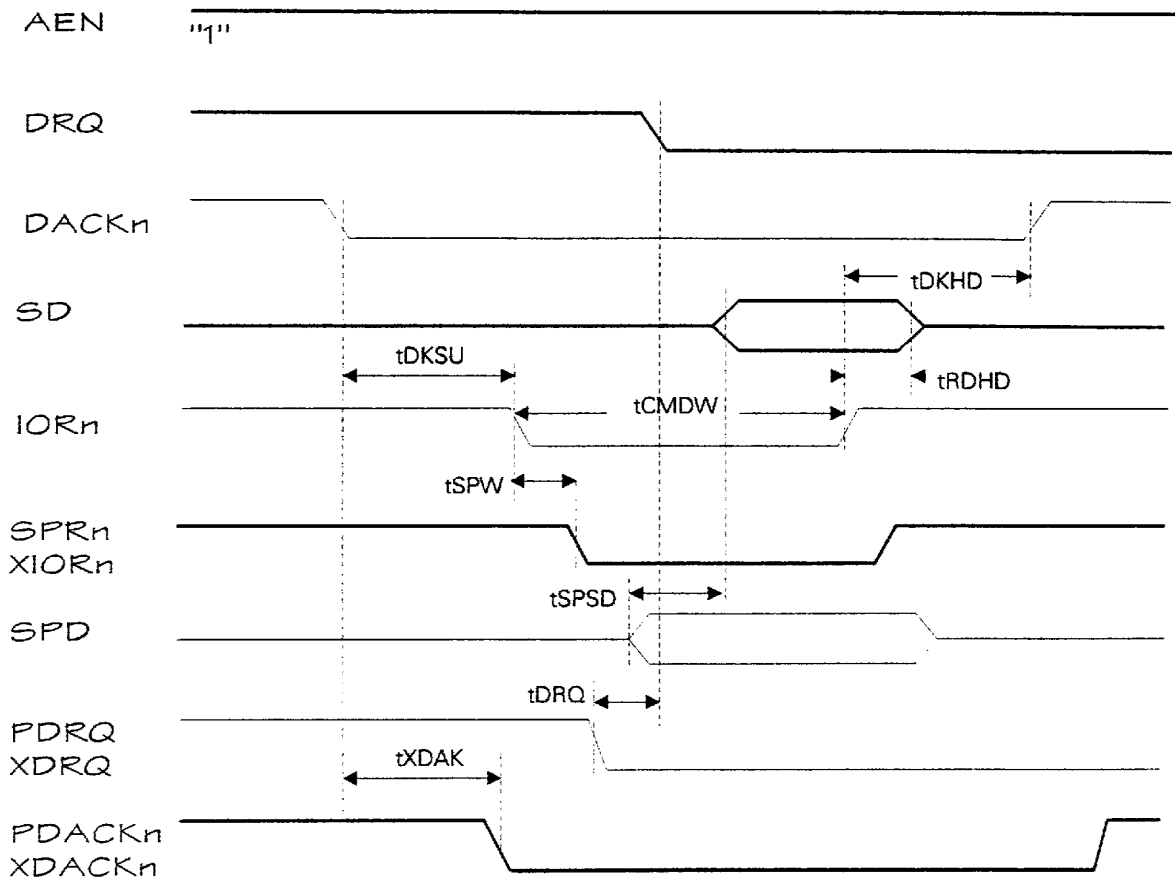 AEN
"1"
DRQ
DACKn
tDKHD
SD
tDKSU
tRDHD
tCMDW
IORn
tSPW
SPRn
XIORn
tSPSD
SPD
tDRQ
PDRQ
XDRQ
tXDAK
PDACKn
XDACKn